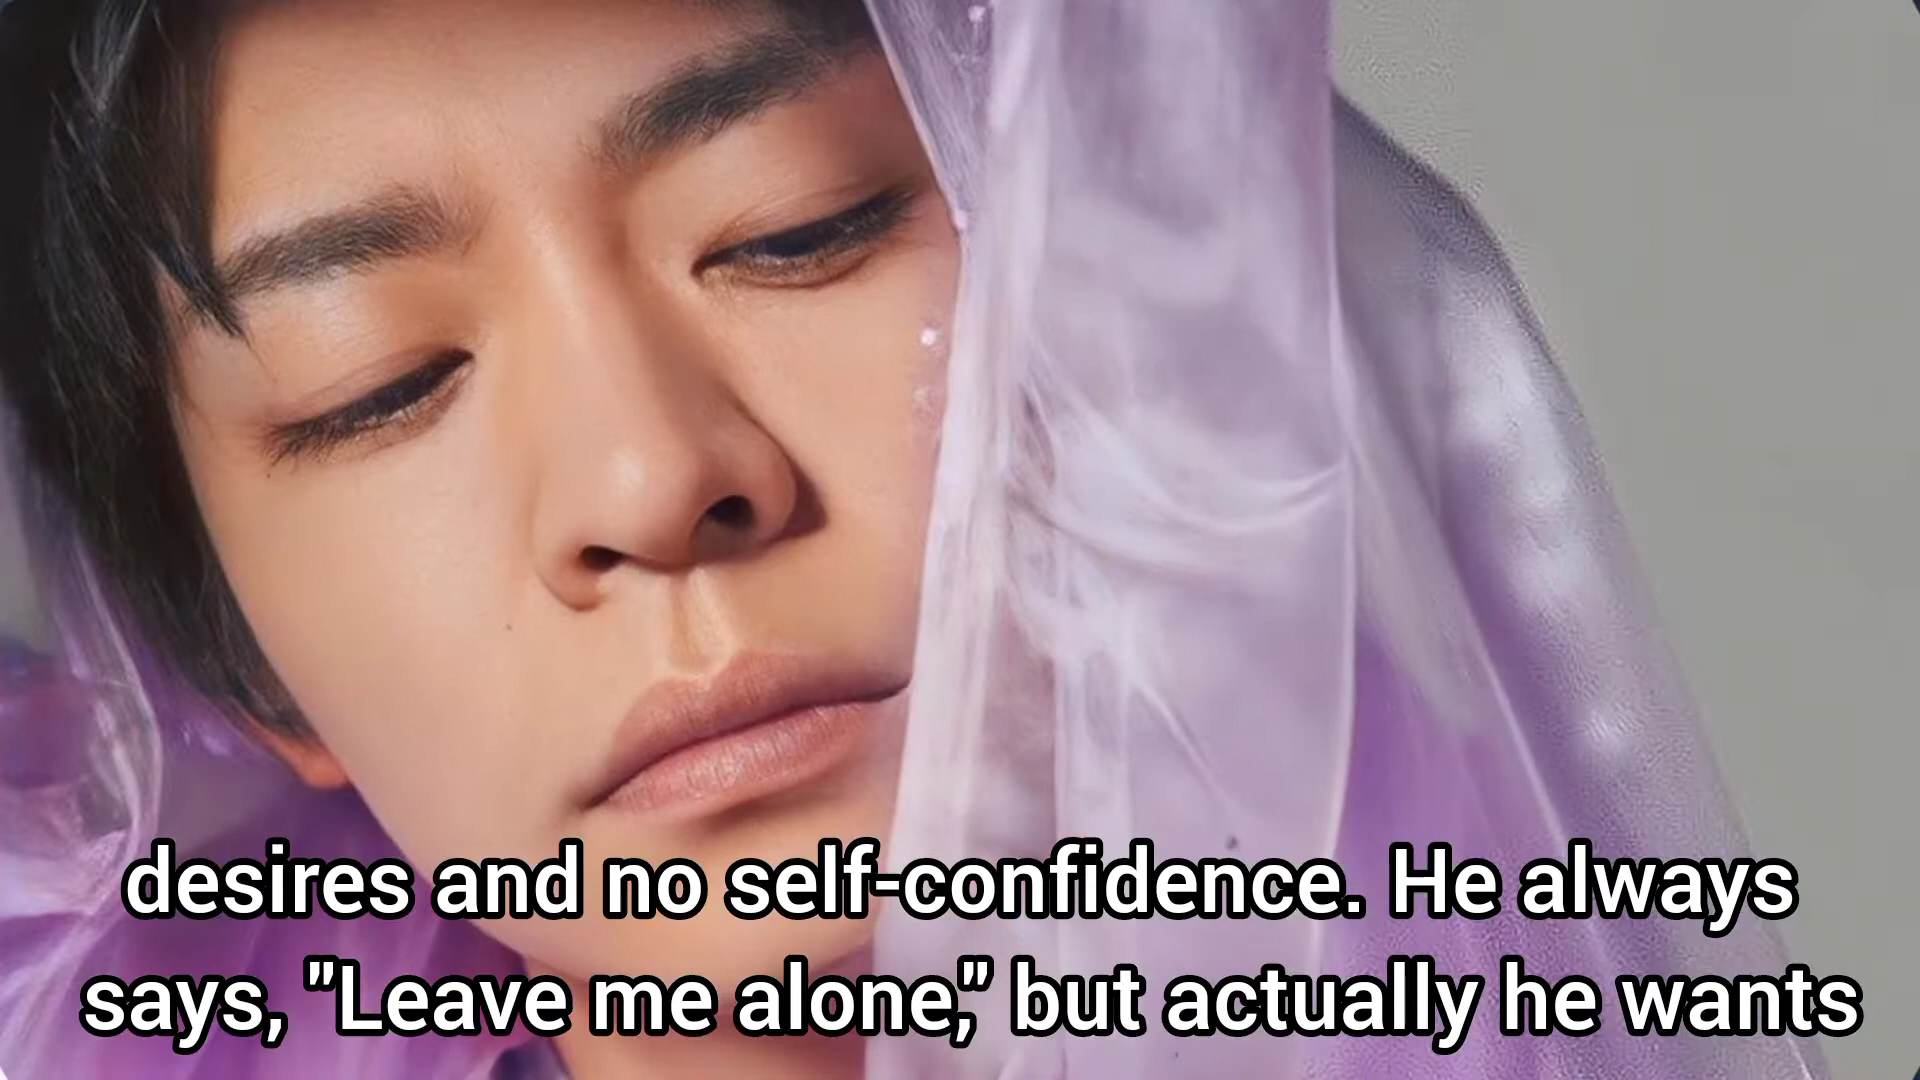 desires and no self-confidence. He always
says, "Leave me alone," but actually he wants